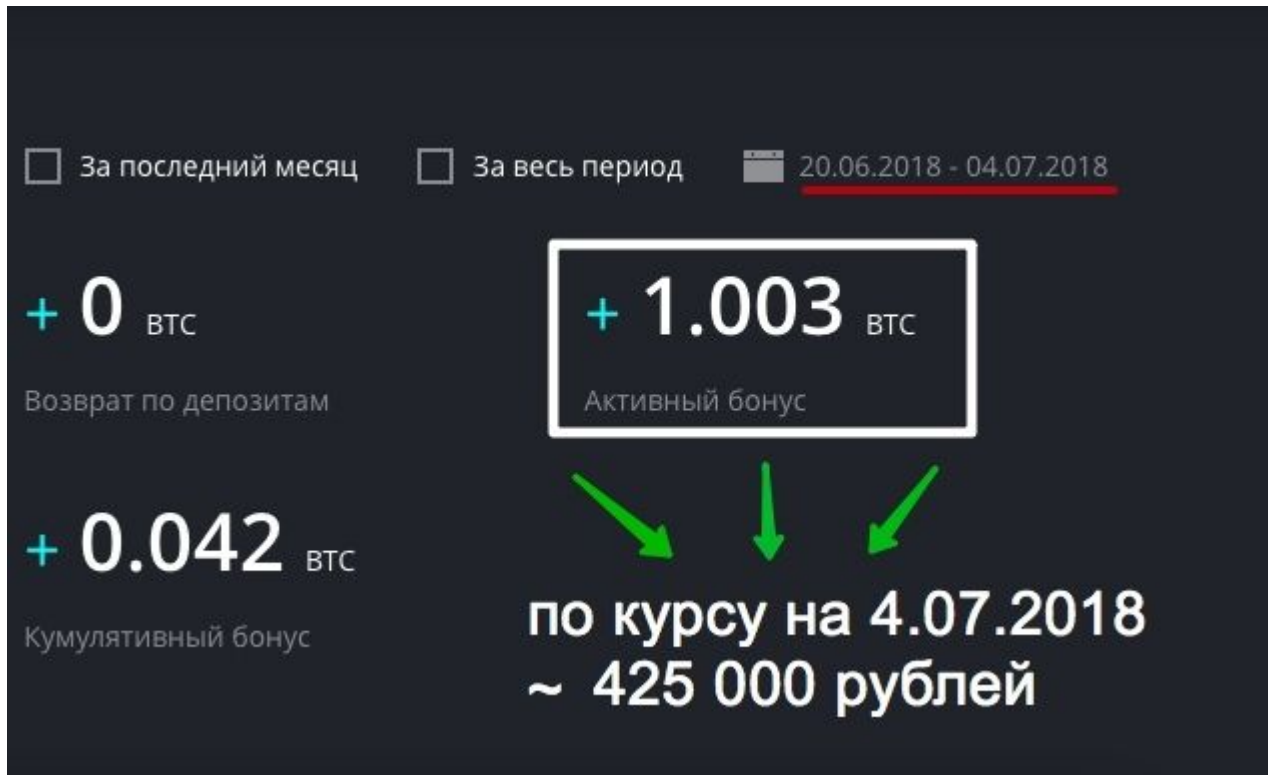 За последний месяц За весь период 20.06.2018 - 04.07.2018
+ 0 BTC + 1.003 BTC
Возврат по депозитам Активный бонус
+ 0.042 BTC
Кумулятивный бонус
по курсу на 4.07.2018
~ 425 000 рублей